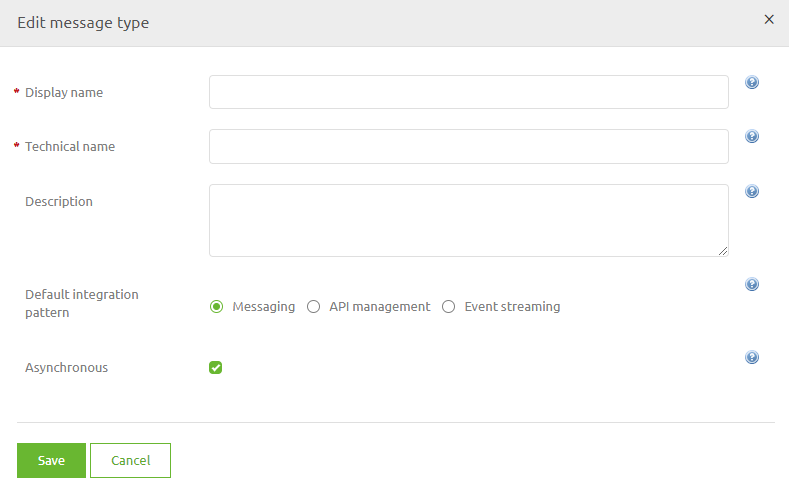 Edit message type
* Display name
* Technical name
Description
Default integration
pattern
Messaging API management Event streaming
Asynchronous
Save Cancel